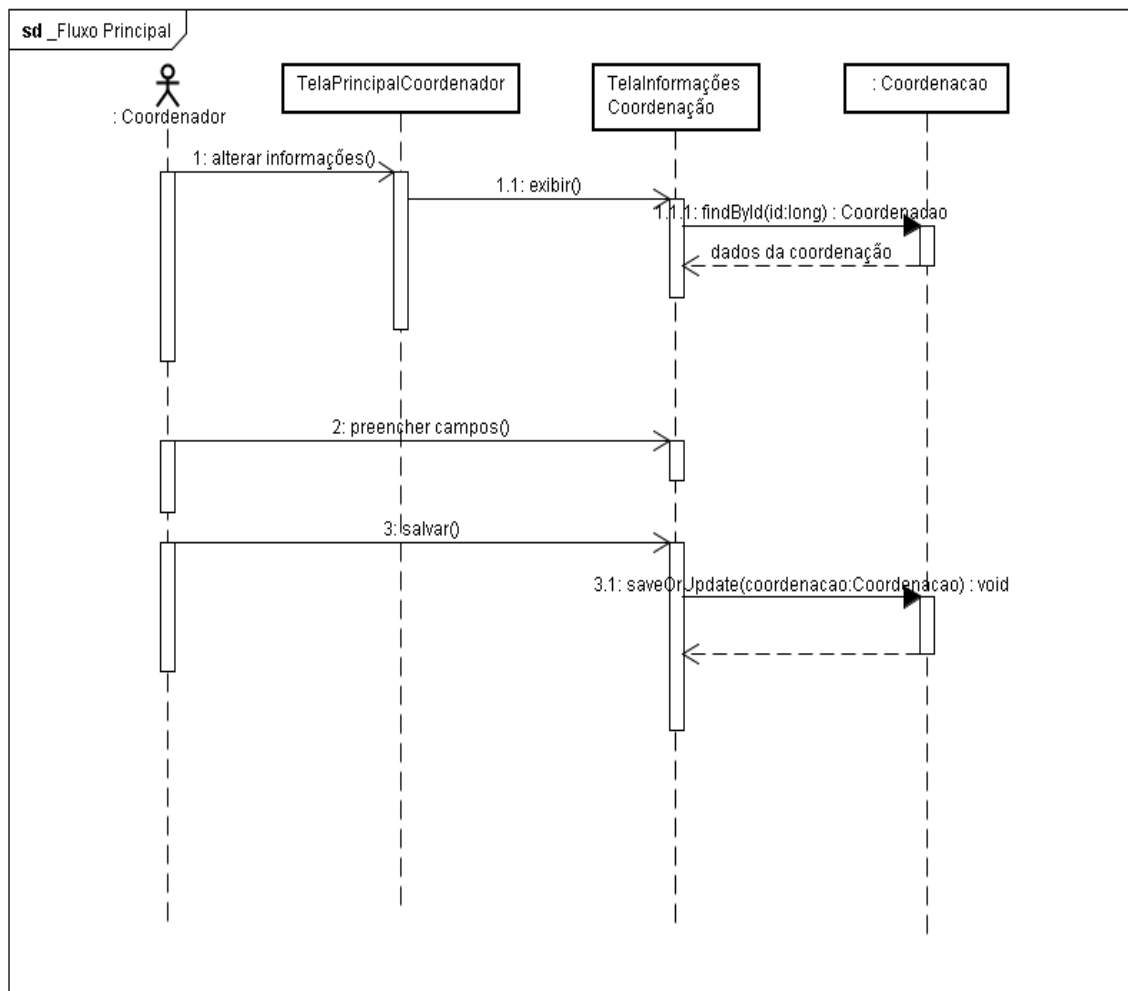 sd _Fluxo Principal
: Coordenador
TelaPrincipalCoordenador
TelaInformações
Coordenação
: Coordenacao
1: alterar informações()
1.1: exibir()
1.1.1: findById(id:long) : Coordenacao
dados da coordenação
2: preencher campos()
3: salvar()
3.1: saveOrUpdate(coordenacao:Coordenacao) : void